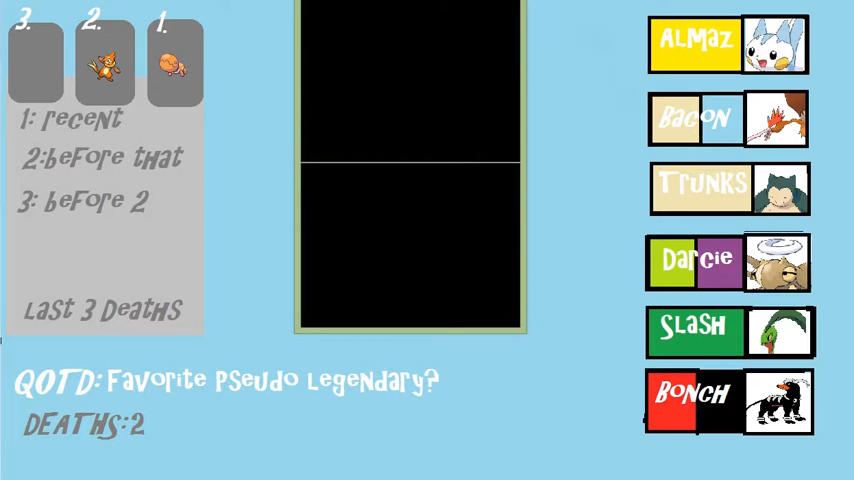 3. 2. 1.
1: recent
2:before that
3: before 2
Last 3 Deaths
QOTD: Favorite Pseudo Legendary?
DEATHS:2
Almaz
Bacon
Trunks
Darcie
Slash
Bonch